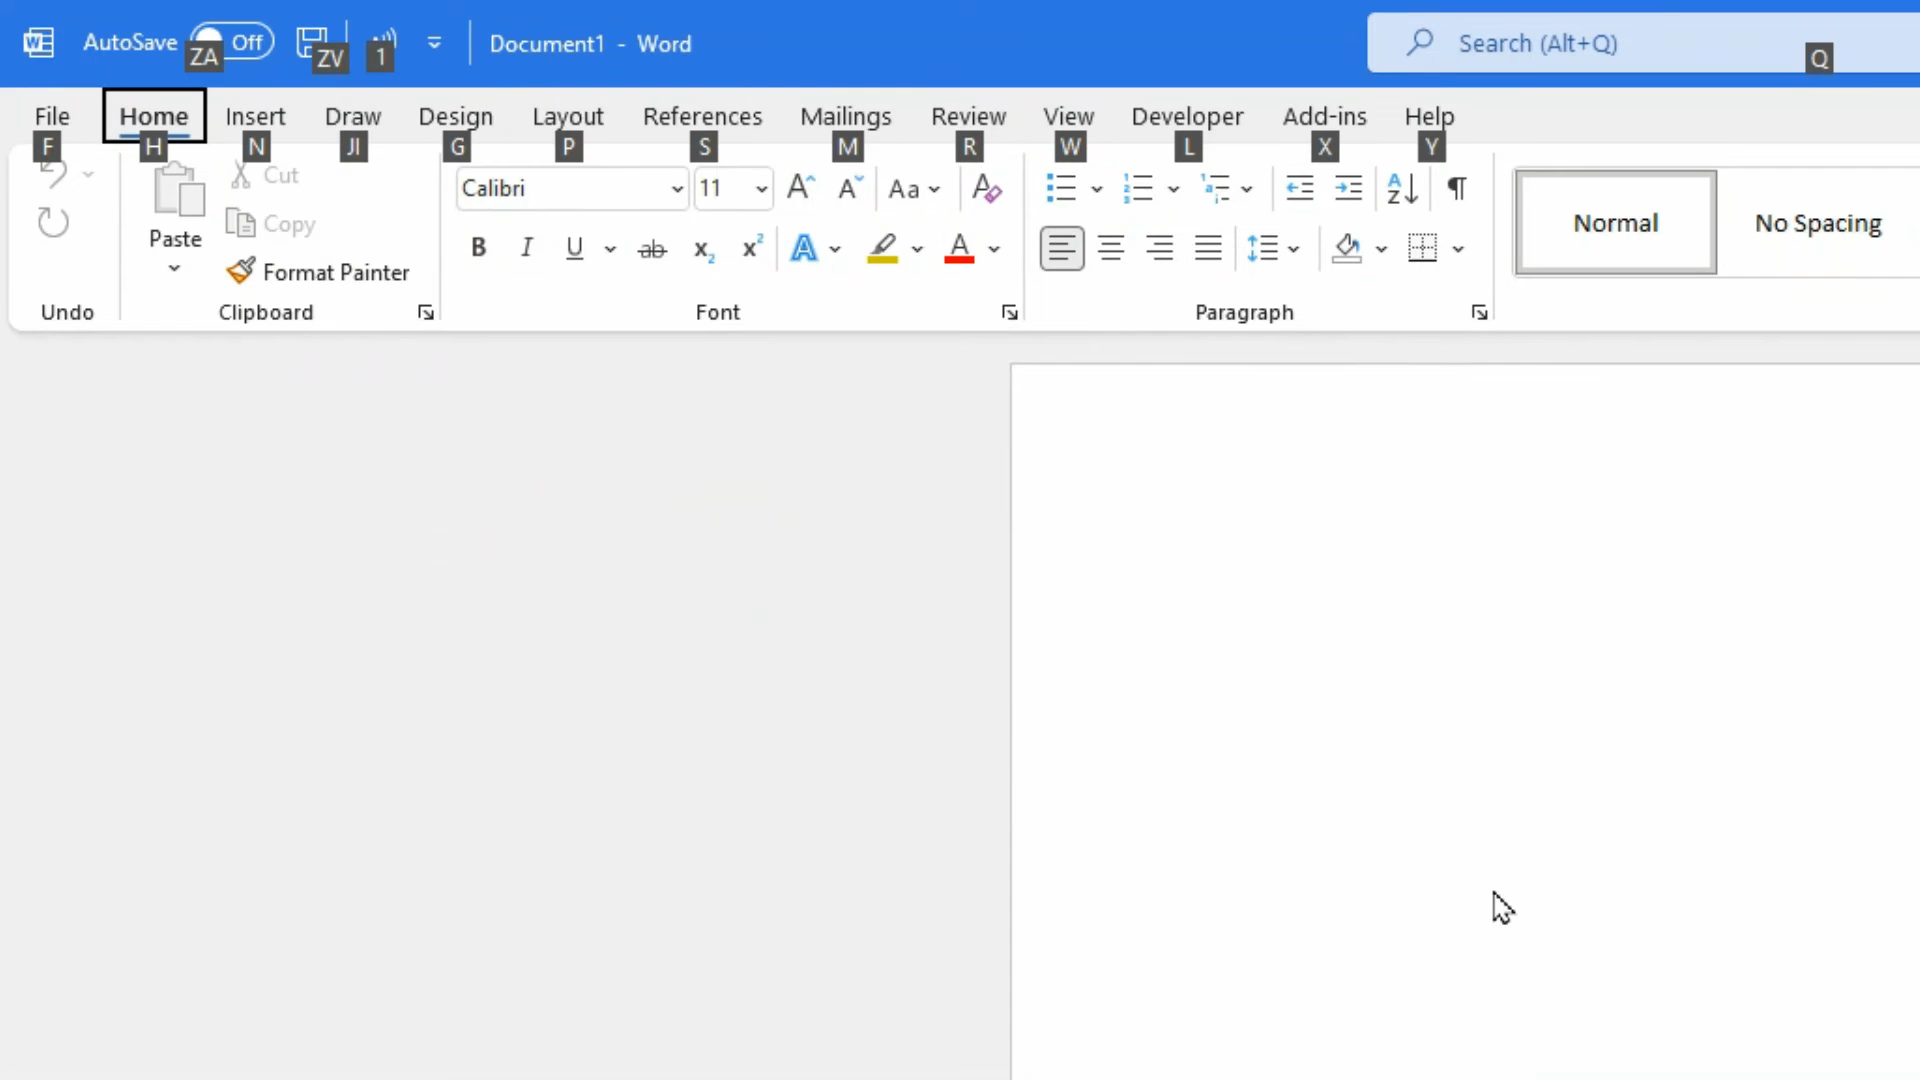 AutoSave Off Document1 - Word Search (Alt+Q)
ZA ZV 1 Q
File Home Insert Draw Design Layout References Mailings Review View Developer Add-ins Help
F H N JI G P S M R W L X Y
Cut
Calibri 11 Aa
Copy
Paste
Normal No Spacing
Format Painter
Undo Clipboard Font Paragraph